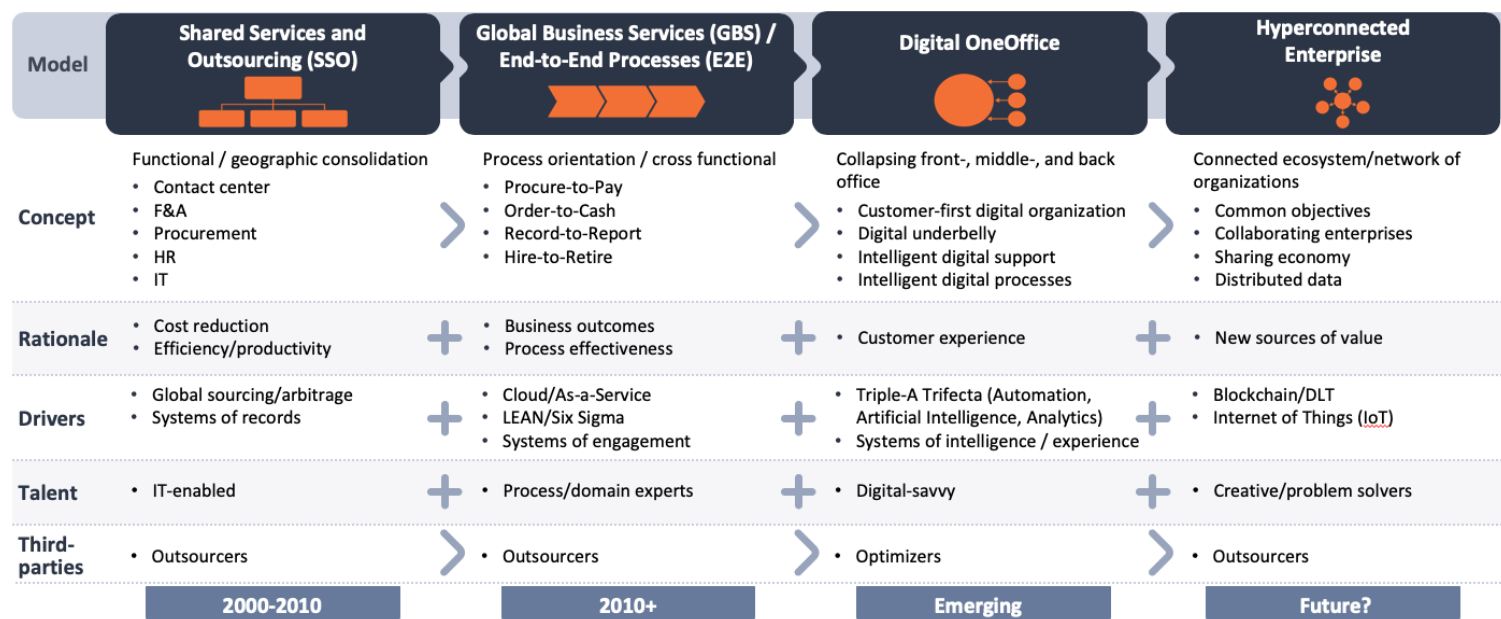 Model
Shared Services and
Outsourcing (SSO)
Global Business Services (GBS) /
End-to-End Processes (E2E)
Digital OneOffice
Hyperconnected
Enterprise
Concept
Functional / geographic consolidation
• Contact center
• F&A
• Procurement
• HR
• IT
Process orientation / cross functional
• Procure-to-Pay
• Order-to-Cash
• Record-to-Report
• Hire-to-Retire
Collapsing front-, middle-, and back
office
• Customer-first digital organization
• Digital underbelly
• Intelligent digital support
• Intelligent digital processes
Connected ecosystem/network of
organizations
• Common objectives
• Collaborating enterprises
• Sharing economy
• Distributed data
Rationale
• Cost reduction
• Efficiency/productivity
• Business outcomes
• Process effectiveness
• Customer experience
• New sources of value
Drivers
• Global sourcing/arbitrage
• Systems of records
• Cloud/As-a-Service
• LEAN/Six Sigma
• Systems of engagement
• Triple-A Trifecta (Automation,
Artificial Intelligence, Analytics)
• Systems of intelligence / experience
• Blockchain/DLT
• Internet of Things (IoT)
Talent
• IT-enabled
• Process/domain experts
• Digital-savvy
• Creative/problem solvers
Third-
parties
• Outsourcers
• Outsourcers
• Optimizers
• Outsourcers
2000-2010
2010+
Emerging
Future?